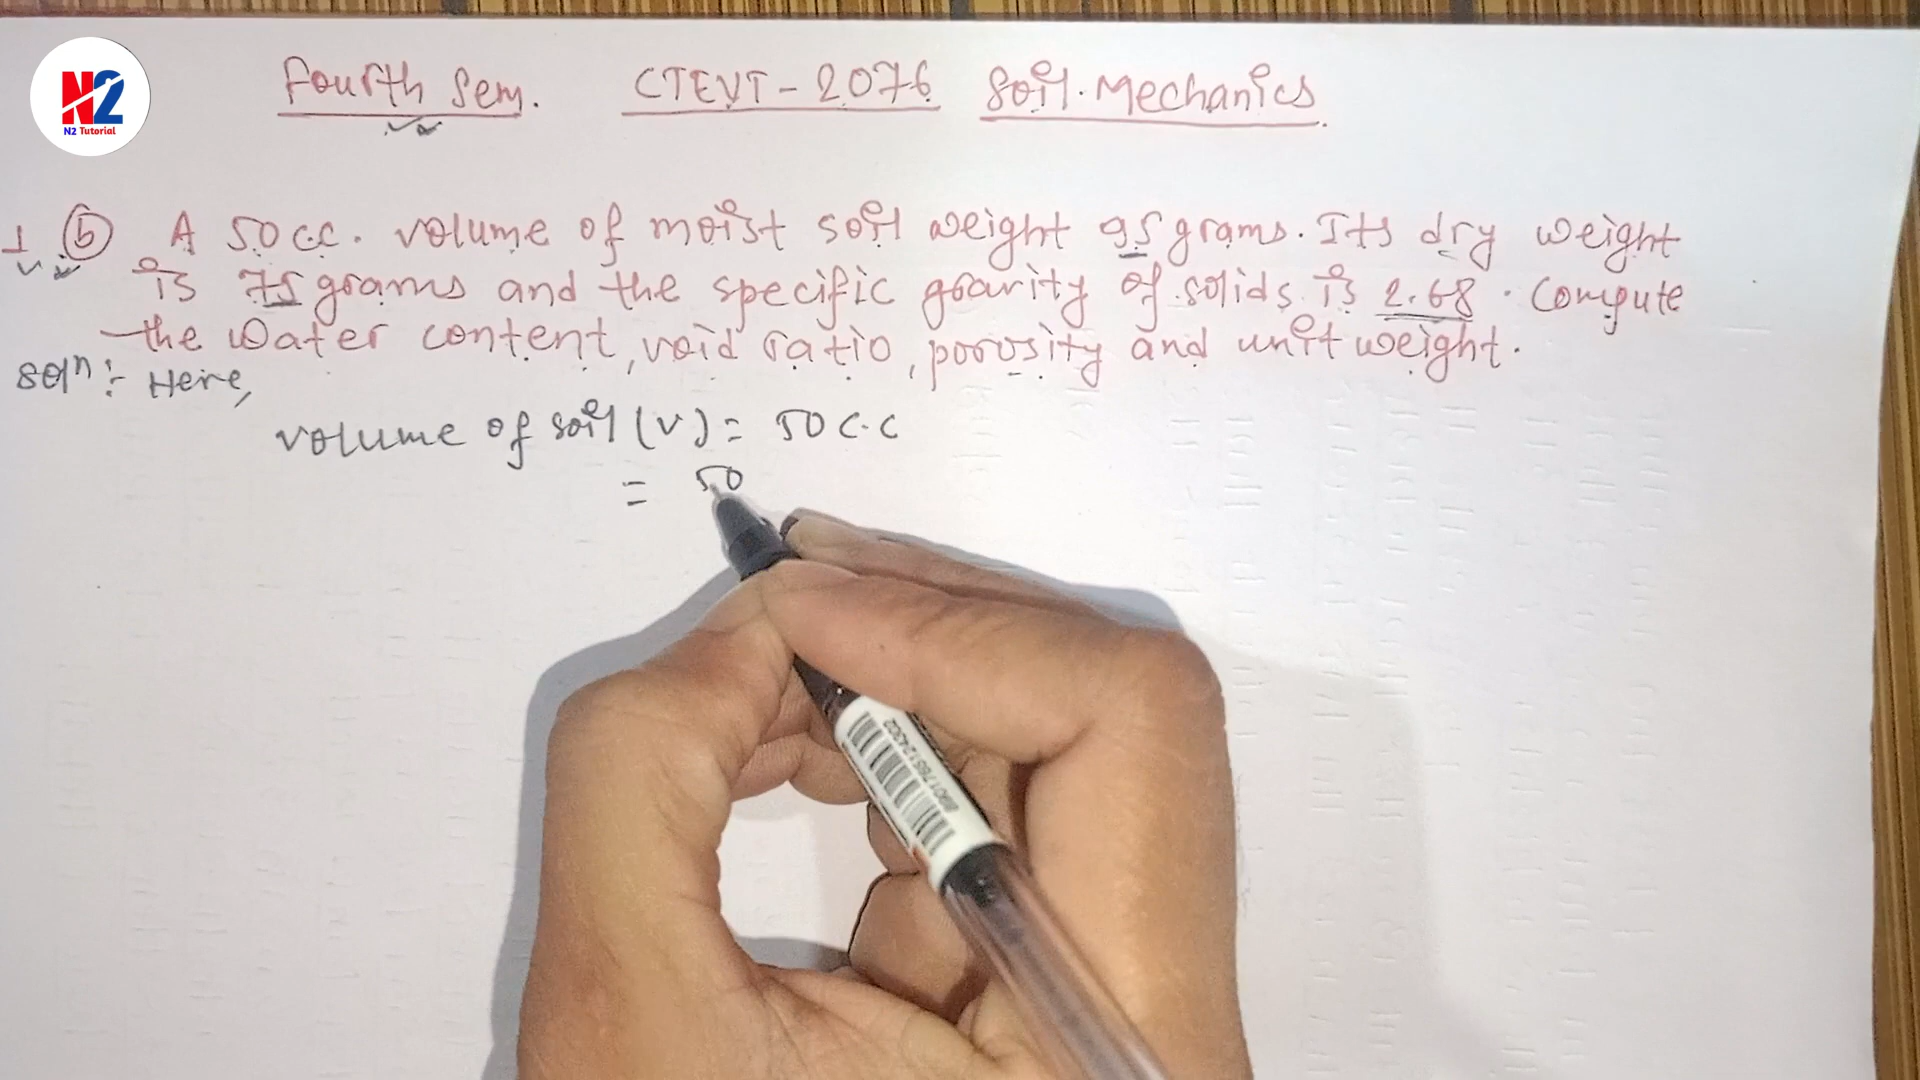 N2
N2 Tutorial
Fourth Sem. CTEVT - 2076 Soil Mechanics
1 (b) A 50 c.c. volume of moist soil weight 95 grams. Its dry weight
is 75 grams and the specific gravity of solids is 2.68. Compute
the water content, void ratio, porosity and unit weight.
Solⁿ:- Here,
volume of soil (v) = 50 c.c
= 50